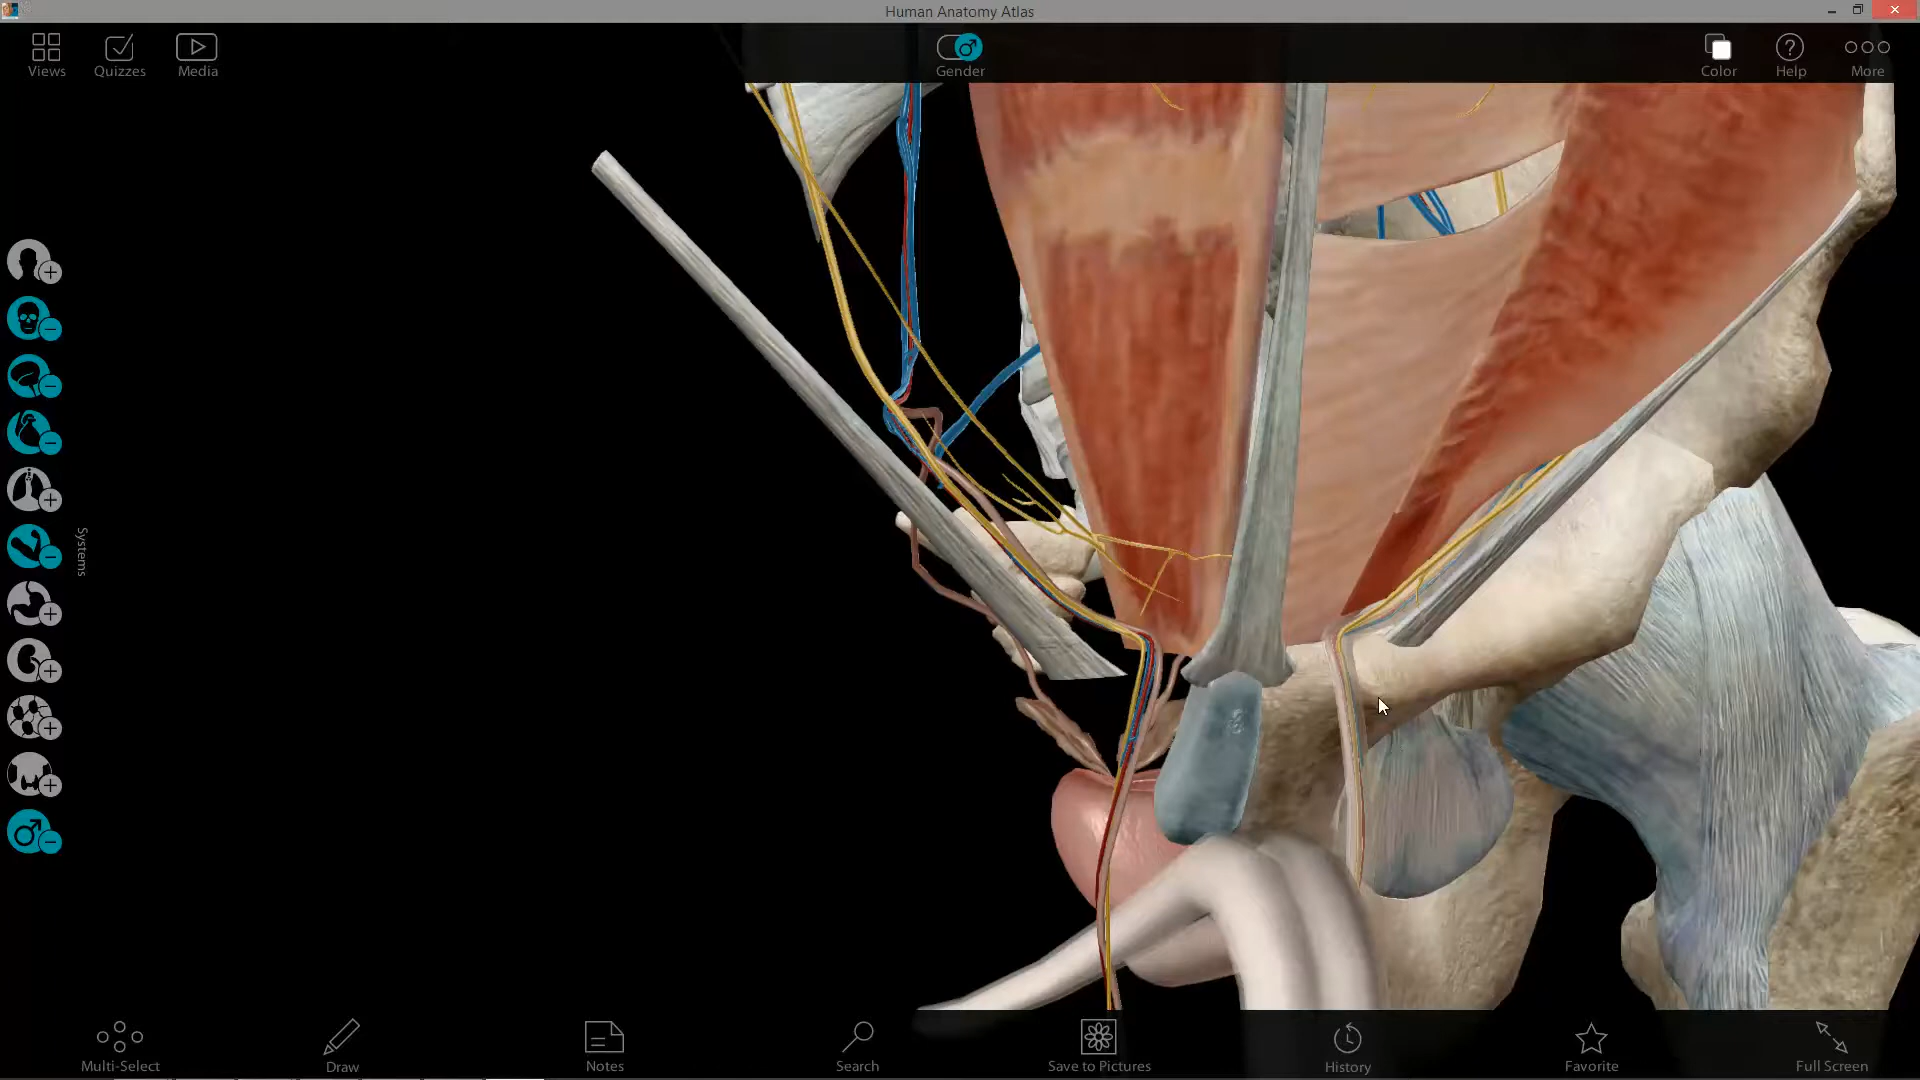 Human Anatomy Atlas
Views
Quizzes
Media
Gender
Color
Help
More
Systems
Multi-Select
Draw
Notes
Search
Save to Pictures
History
Favorite
Full Screen